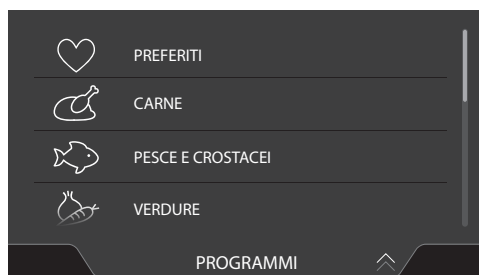 PREFERITI
CARNE
PESCE E CROSTACEI
VERDURE
PROGRAMMI